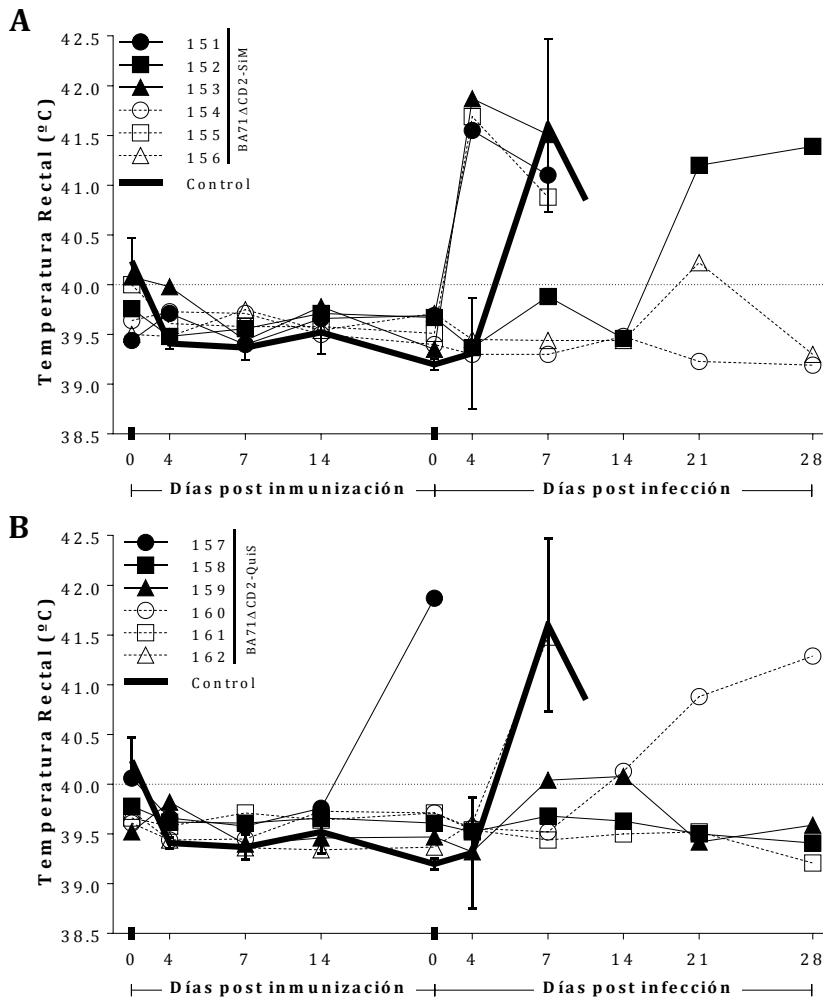 A
Temperatura Rectal (ºC)
42.5
42.0
41.5
41.0
40.5
40.0
39.5
39.0
38.5
151
152
153
154
155
156
BA71ΔCD2-SiM
Control
0 4 7 14 0 4 7 14 21 28
Días post inmunización
Días post infección
B
Temperatura Rectal (ºC)
42.5
42.0
41.5
41.0
40.5
40.0
39.5
39.0
38.5
157
158
159
160
161
162
BA71ΔCD2-QuiS
Control
0 4 7 14 0 4 7 14 21 28
Días post inmunización
Días post infección